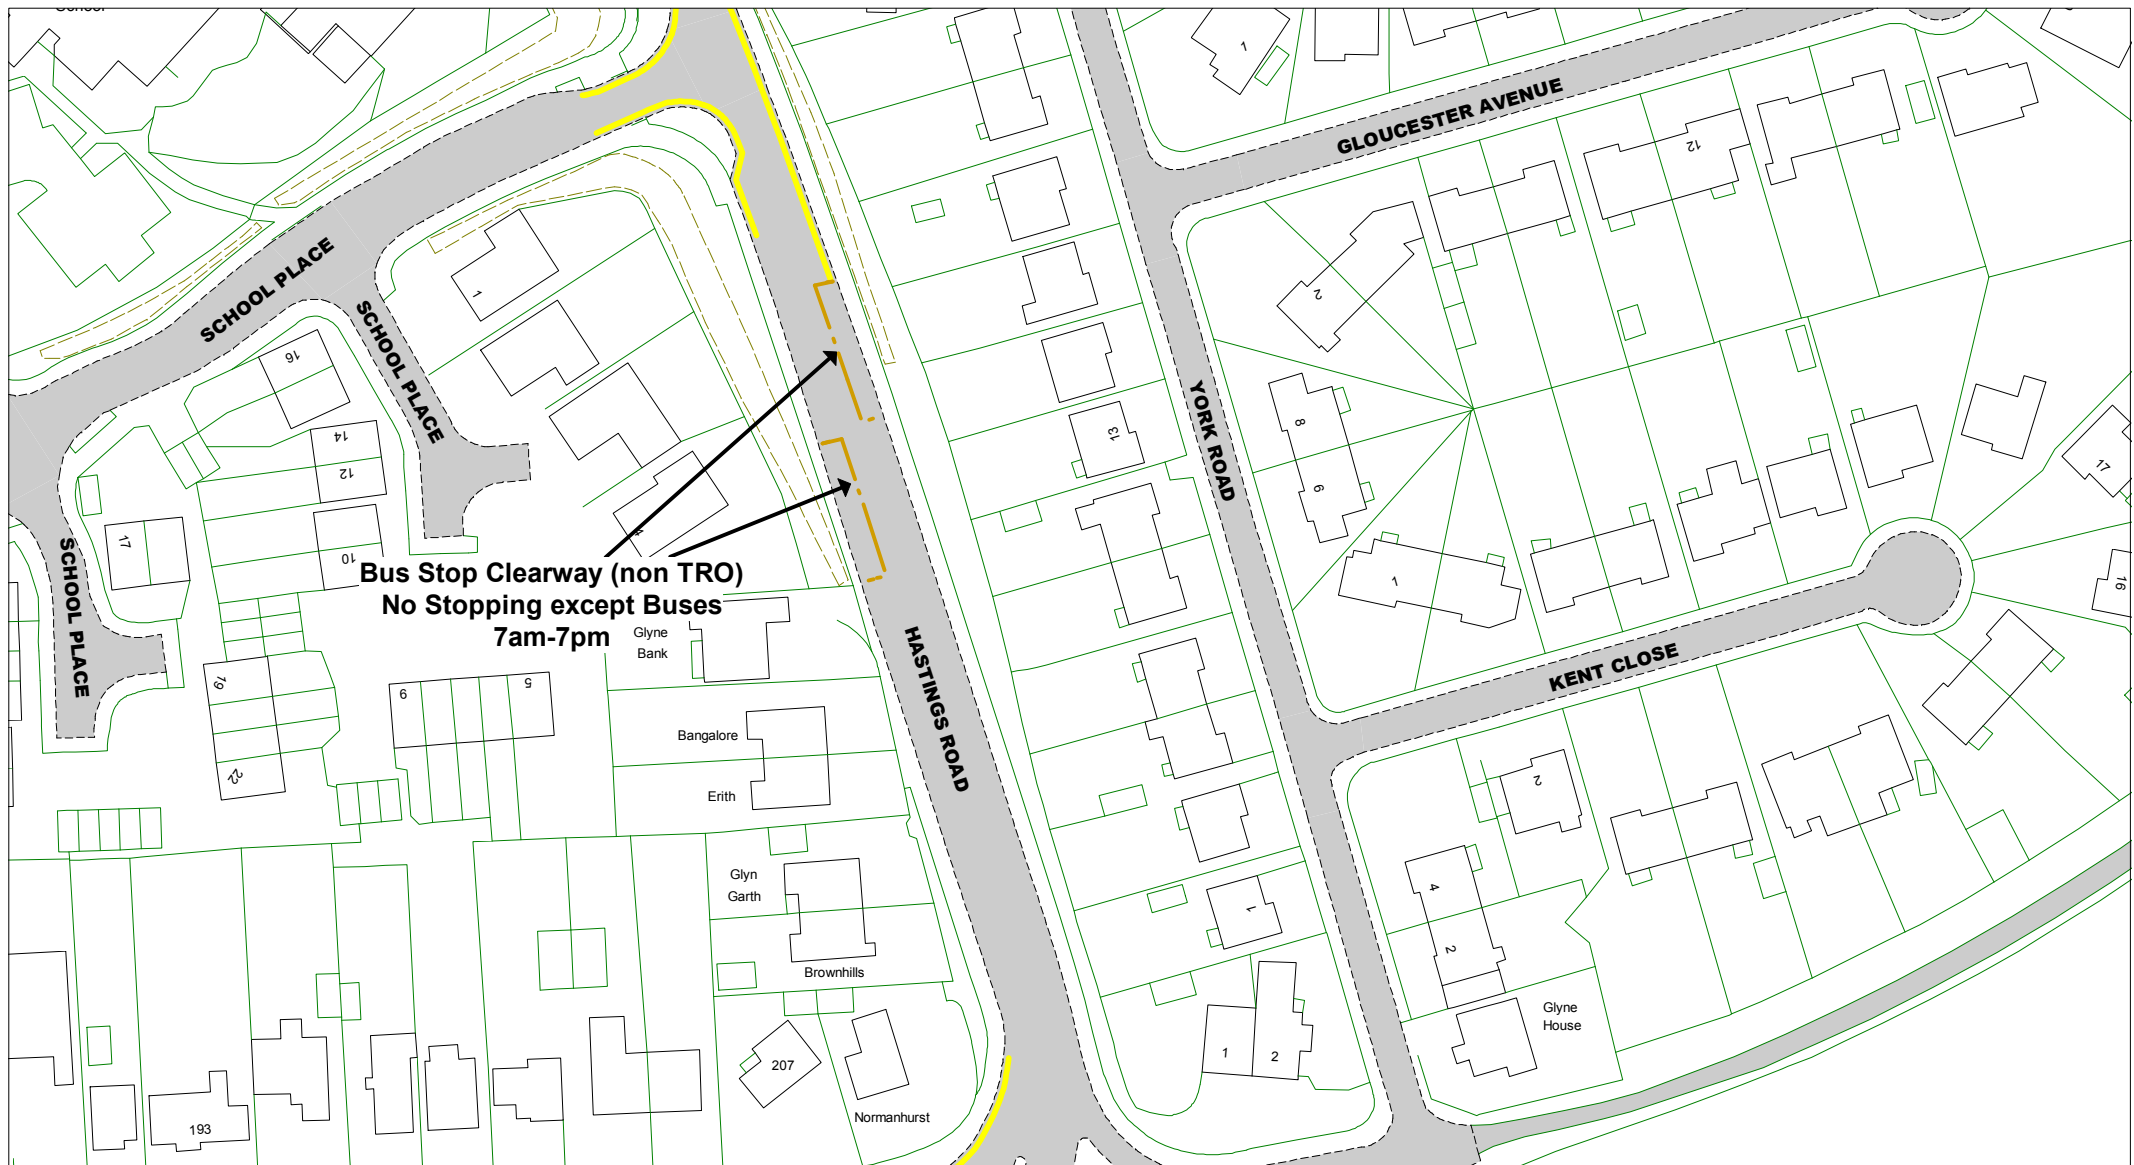 GLOUCESTER AVENUE
SCHOOL PLACE
SCHOOL PLACE
SCHOOL PLACE
YORK ROAD
HASTINGS ROAD
KENT CLOSE
Bus Stop Clearway (non TRO)
No Stopping except Buses
7am-7pm
Glyne
Bank
Bangalore
Erith
Glyn
Garth
Brownhills
Normanhurst
Glyne
House
1
1
12
2
16
14
12
10
17
8
6
13
1
17
16
19
22
9
5
2
4
2
1
1
2
207
193